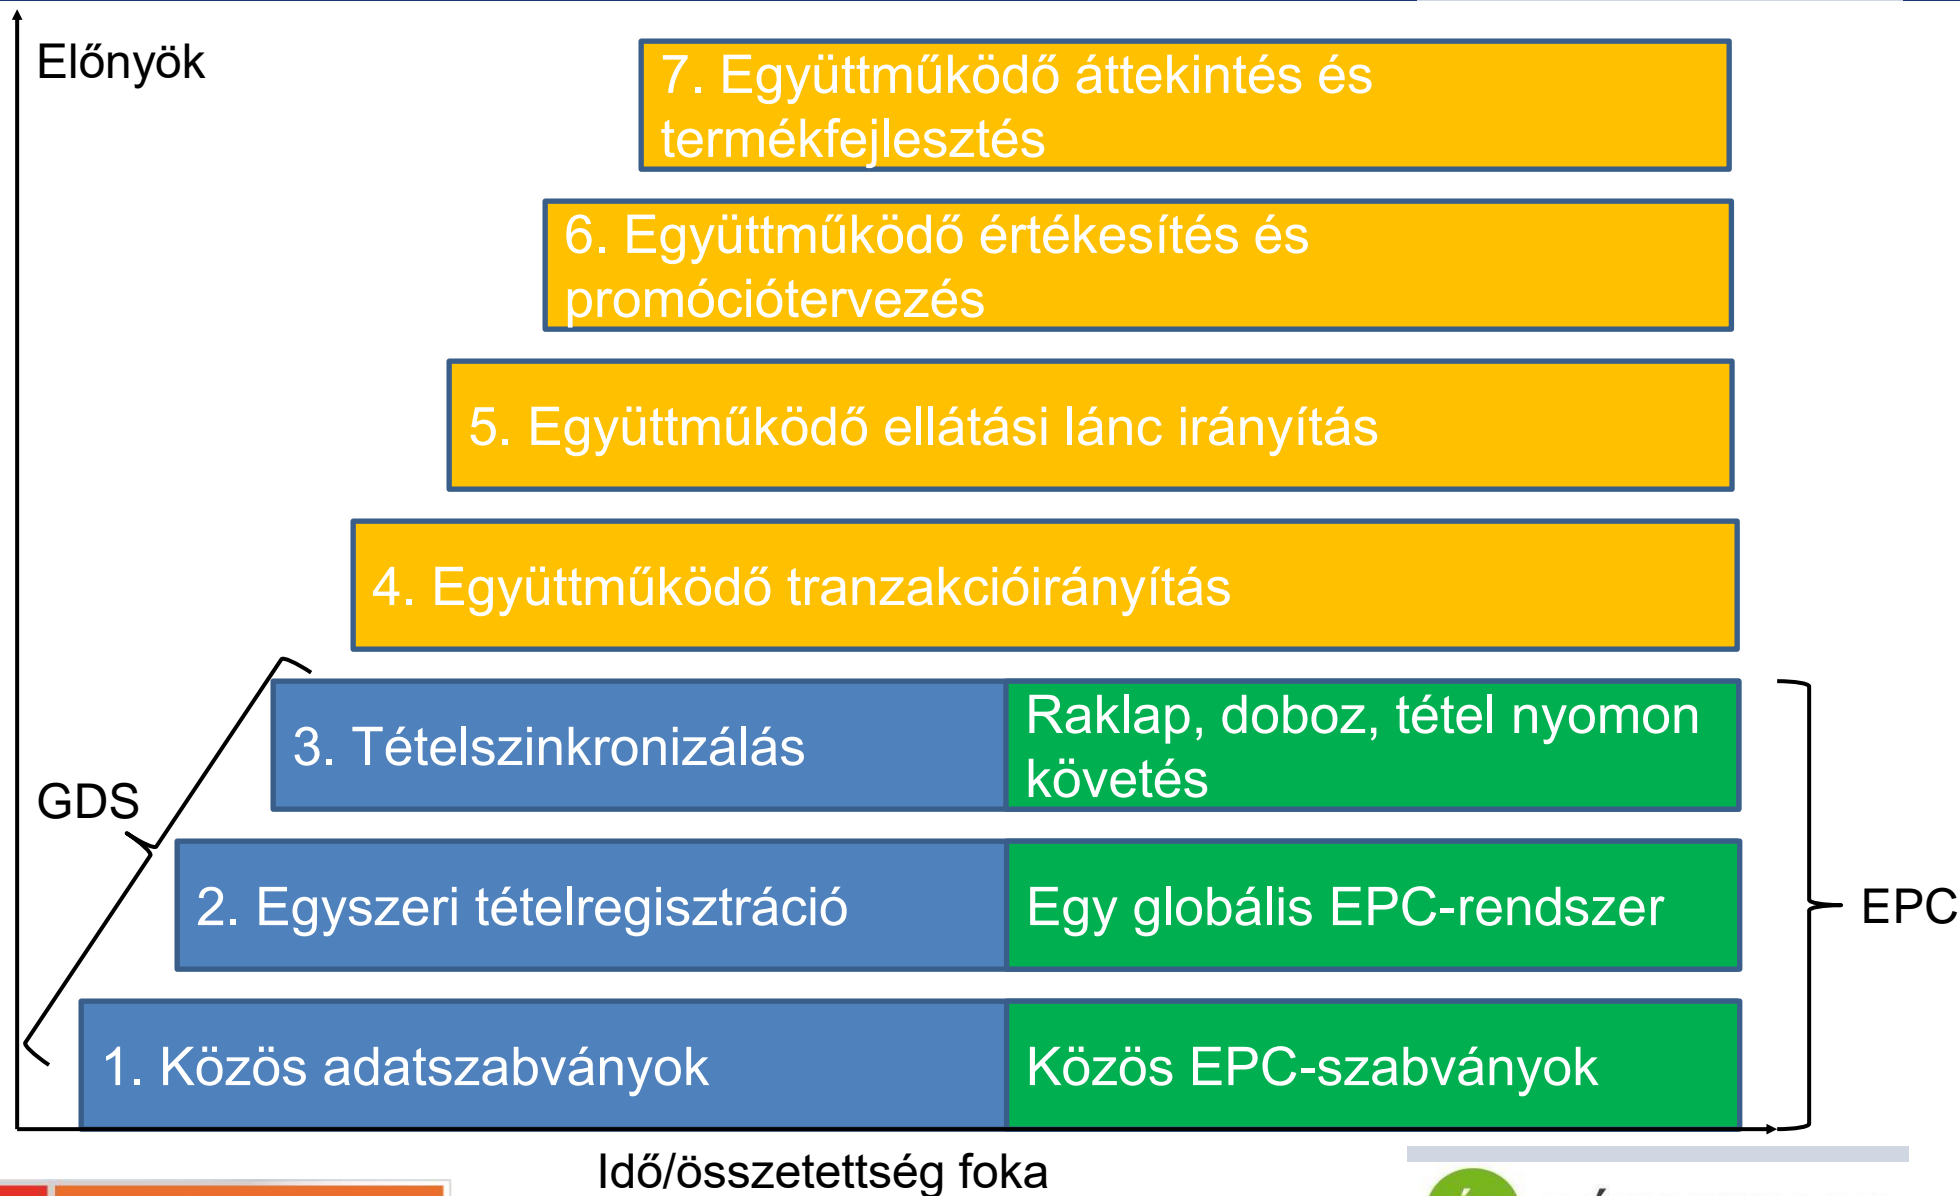 Előnyök
7. Együttműködő áttekintés és
termékfejlesztés
6. Együttműködő értékesítés és
promóciótervezés
5. Együttműködő ellátási lánc irányítás
4. Együttműködő tranzakcióirányítás
3. Tételszinkronizálás
Raklap, doboz, tétel nyomon
követés
GDS
2. Egyszeri tételregisztráció
Egy globális EPC-rendszer
EPC
1. Közös adatszabványok
Közös EPC-szabványok
Idő/összetettség foka